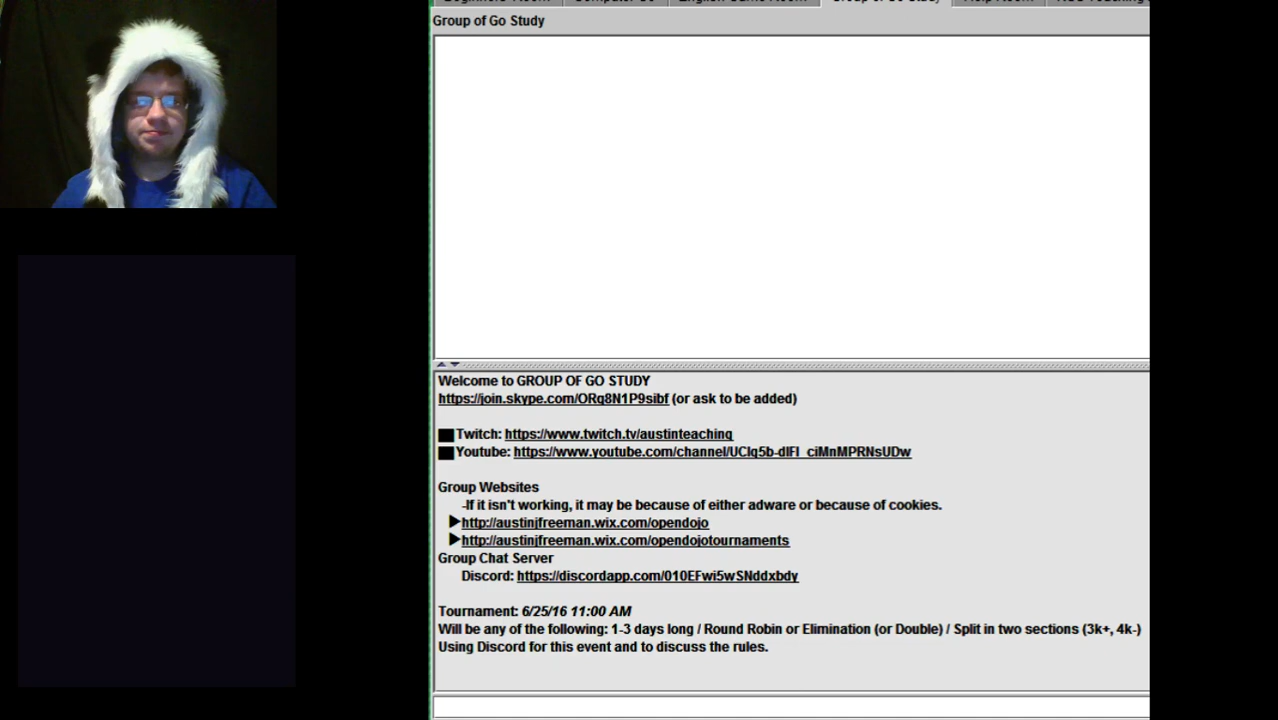 Group of Go Study
Welcome to GROUP OF GO STUDY
https://join.skype.com/ORq8N1P9sibf (or ask to be added)
Twitch: https://www.twitch.tv/austinteaching
Youtube: https://www.youtube.com/channel/UCIq5b-dIFI_ciMnMPRNsUDw
Group Websites
-If it isn't working, it may be because of either adware or because of cookies.
▶http://austinjfreeman.wix.com/opendojo
▶http://austinjfreeman.wix.com/opendojotournaments
Group Chat Server
Discord: https://discordapp.com/010EFwi5wSNddxbdy
Tournament: 6/25/16 11:00 AM
Will be any of the following: 1-3 days long / Round Robin or Elimination (or Double) / Split in two sections (3k+, 4k-)
Using Discord for this event and to discuss the rules.